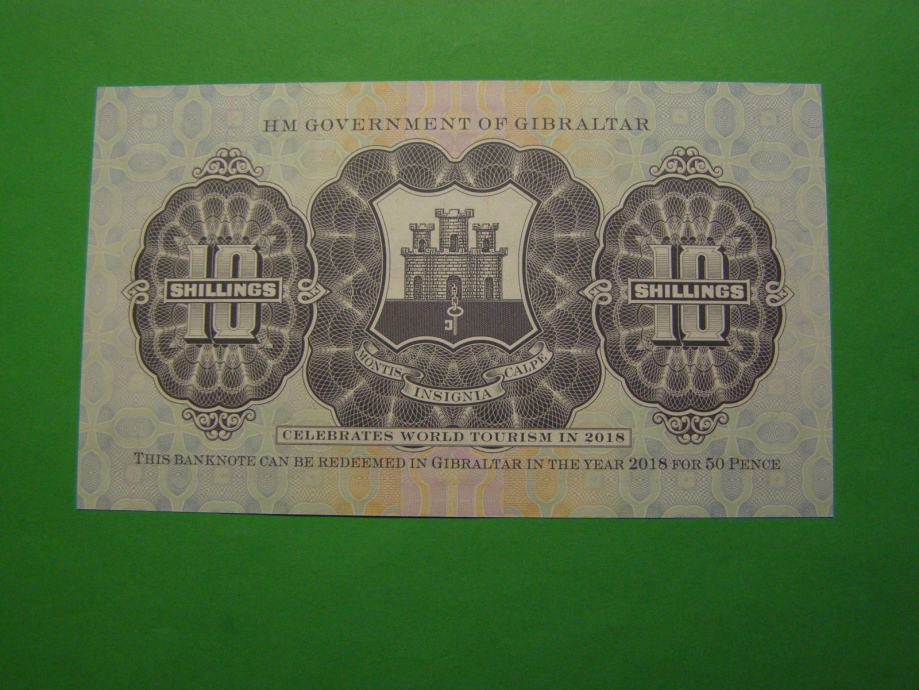 HM GOVERNMENT OF GIBRALTAR
10
SHILLINGS
10
SHILLINGS
MONTIS INSIGNIA CALPE
CELEBRATES WORLD TOURISM IN 2018
THIS BANKNOTE CAN BE REDEEMED IN GIBRALTAR IN THE YEAR 2018 FOR 50 PENCE